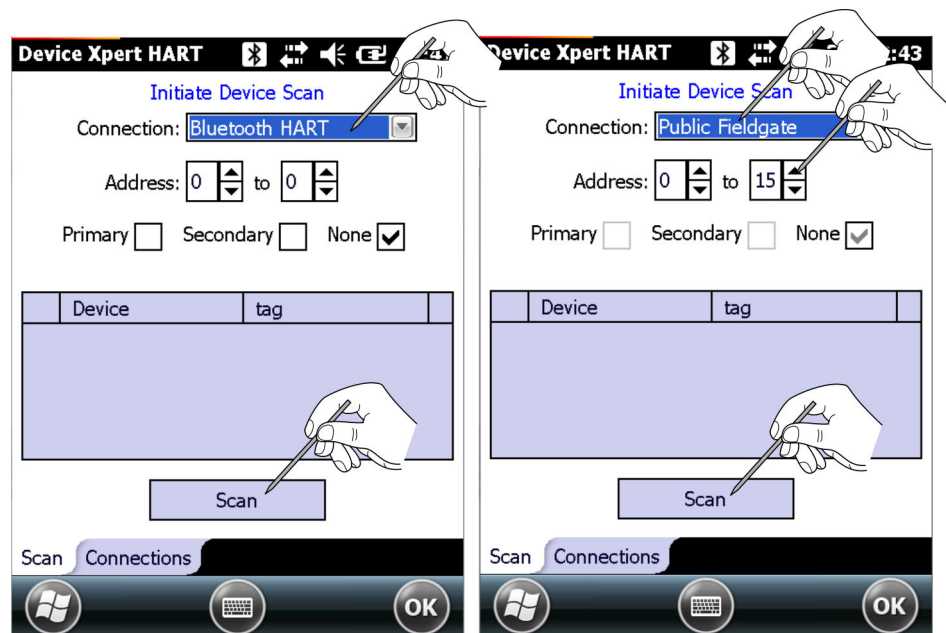 Device Xpert HART
Initiate Device Scan
Connection: Bluetooth HART
Address: 0 to 0
Primary Secondary None
Device tag
Scan
Scan Connections
OK
Device Xpert HART :43
Initiate Device Scan
Connection: Public Fieldgate
Address: 0 to 15
Primary Secondary None
Device tag
Scan
Scan Connections
OK